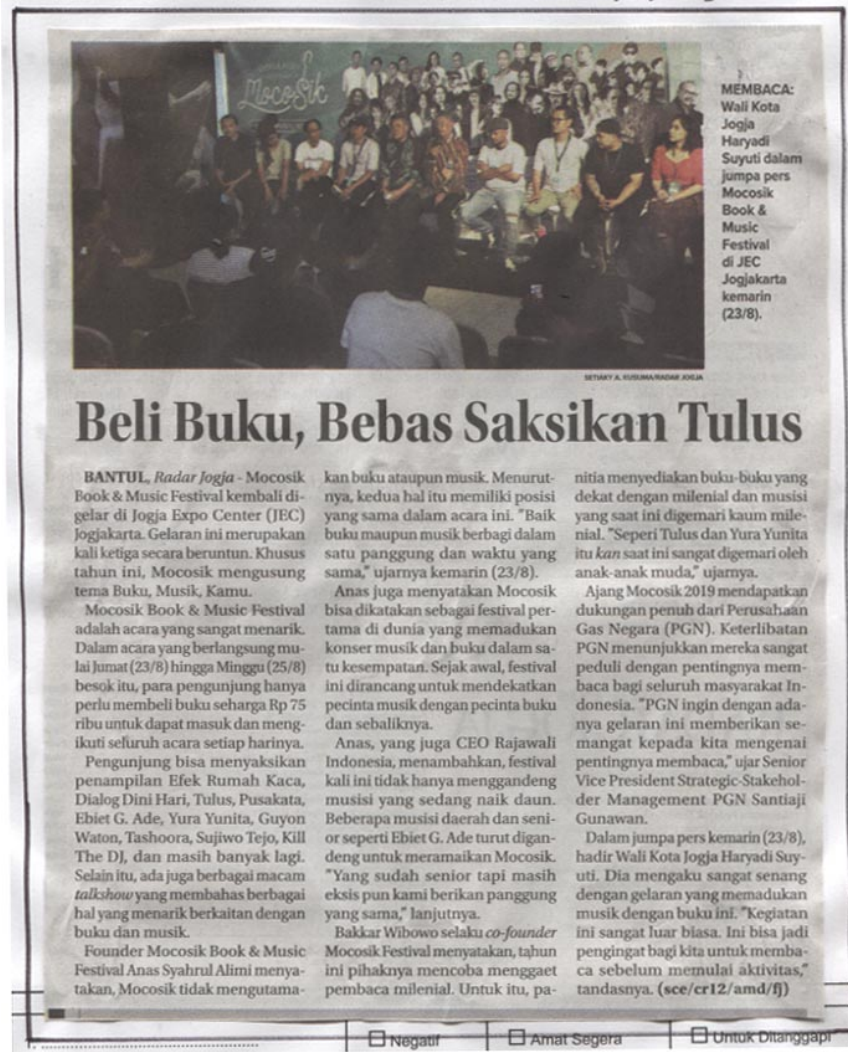 MocoSik
MEMBACA:
Wali Kota
Jogja
Haryadi
Suyuti dalam
jumpa pers
Mocosik
Book &
Music
Festival
di JEC
Jogjakarta
kemarin
(23/8).
SETIAKY A. KUSUMA/RADAR JOGJA
Beli Buku, Bebas Saksikan Tulus
BANTUL, Radar Jogja - Mocosik
Book & Music Festival kembali di-
gelar di Jogja Expo Center (JEC)
Jogjakarta. Gelaran ini merupakan
kali ketiga secara beruntun. Khusus
tahun ini, Mocosik mengusung
tema Buku, Musik, Kamu.
Mocosik Book & Music Festival
adalah acara yang sangat menarik.
Dalam acara yang berlangsung mu-
lai Jumat (23/8) hingga Minggu (25/8)
besok itu, para pengunjung hanya
perlu membeli buku seharga Rp 75
ribu untuk dapat masuk dan meng-
ikuti seluruh acara setiap harinya.
Pengunjung bisa menyaksikan
penampilan Efek Rumah Kaca,
Dialog Dini Hari, Tulus, Pusakata,
Ebiet G. Ade, Yura Yunita, Guyon
Waton, Tashoora, Sujiwo Tejo, Kill
The DJ, dan masih banyak lagi.
Selain itu, ada juga berbagai macam
talkshow yang membahas berbagai
hal yang menarik berkaitan dengan
buku dan musik.
Founder Mocosik Book & Music
Festival Anas Syahrul Alimi menya-
takan, Mocosik tidak mengutama-
kan buku ataupun musik. Menurut-
nya, kedua hal itu memiliki posisi
yang sama dalam acara ini. "Baik
buku maupun musik berbagi dalam
satu panggung dan waktu yang
sama," ujarnya kemarin (23/8).
Anas juga menyatakan Mocosik
bisa dikatakan sebagai festival per-
tama di dunia yang memadukan
konser musik dan buku dalam sa-
tu kesempatan. Sejak awal, festival
ini dirancang untuk mendekatkan
pecinta musik dengan pecinta buku
dan sebaliknya.
Anas, yang juga CEO Rajawali
Indonesia, menambahkan, festival
kali ini tidak hanya menggandeng
musisi yang sedang naik daun.
Beberapa musisi daerah dan seni-
or seperti Ebiet G. Ade turut digan-
deng untuk meramaikan Mocosik.
"Yang sudah senior tapi masih
eksis pun kami berikan panggung
yang sama," lanjutnya.
Bakkar Wibowo selaku co-founder
Mocosik Festival menyatakan, tahun
ini pihaknya mencoba menggaet
pembaca milenial. Untuk itu, pa-
nitia menyediakan buku-buku yang
dekat dengan milenial dan musisi
yang saat ini digemari kaum mile-
nial. "Seperi Tulus dan Yura Yunita
itu kan saat ini sangat digemari oleh
anak-anak muda," ujarnya.
Ajang Mocosik 2019 mendapatkan
dukungan penuh dari Perusahaan
Gas Negara (PGN). Keterlibatan
PGN menunjukkan mereka sangat
peduli dengan pentingnya mem-
baca bagi seluruh masyarakat In-
donesia. "PGN ingin dengan ada-
nya gelaran ini memberikan se-
mangat kepada kita mengenai
pentingnya membaca," ujar Senior
Vice President Strategic-Stakehol-
der Management PGN Santiaji
Gunawan.
Dalam jumpa pers kemarin (23/8),
hadir Wali Kota Jogja Haryadi Suy-
uti. Dia mengaku sangat senang
dengan gelaran yang memadukan
musik dengan buku ini. "Kegiatan
ini sangat luar biasa. Ini bisa jadi
pengingat bagi kita untuk memba-
ca sebelum memulai aktivitas,"
tandasnya. (sce/cr12/amd/fj)
Negatif
Amat Segera
Untuk Ditanggapi